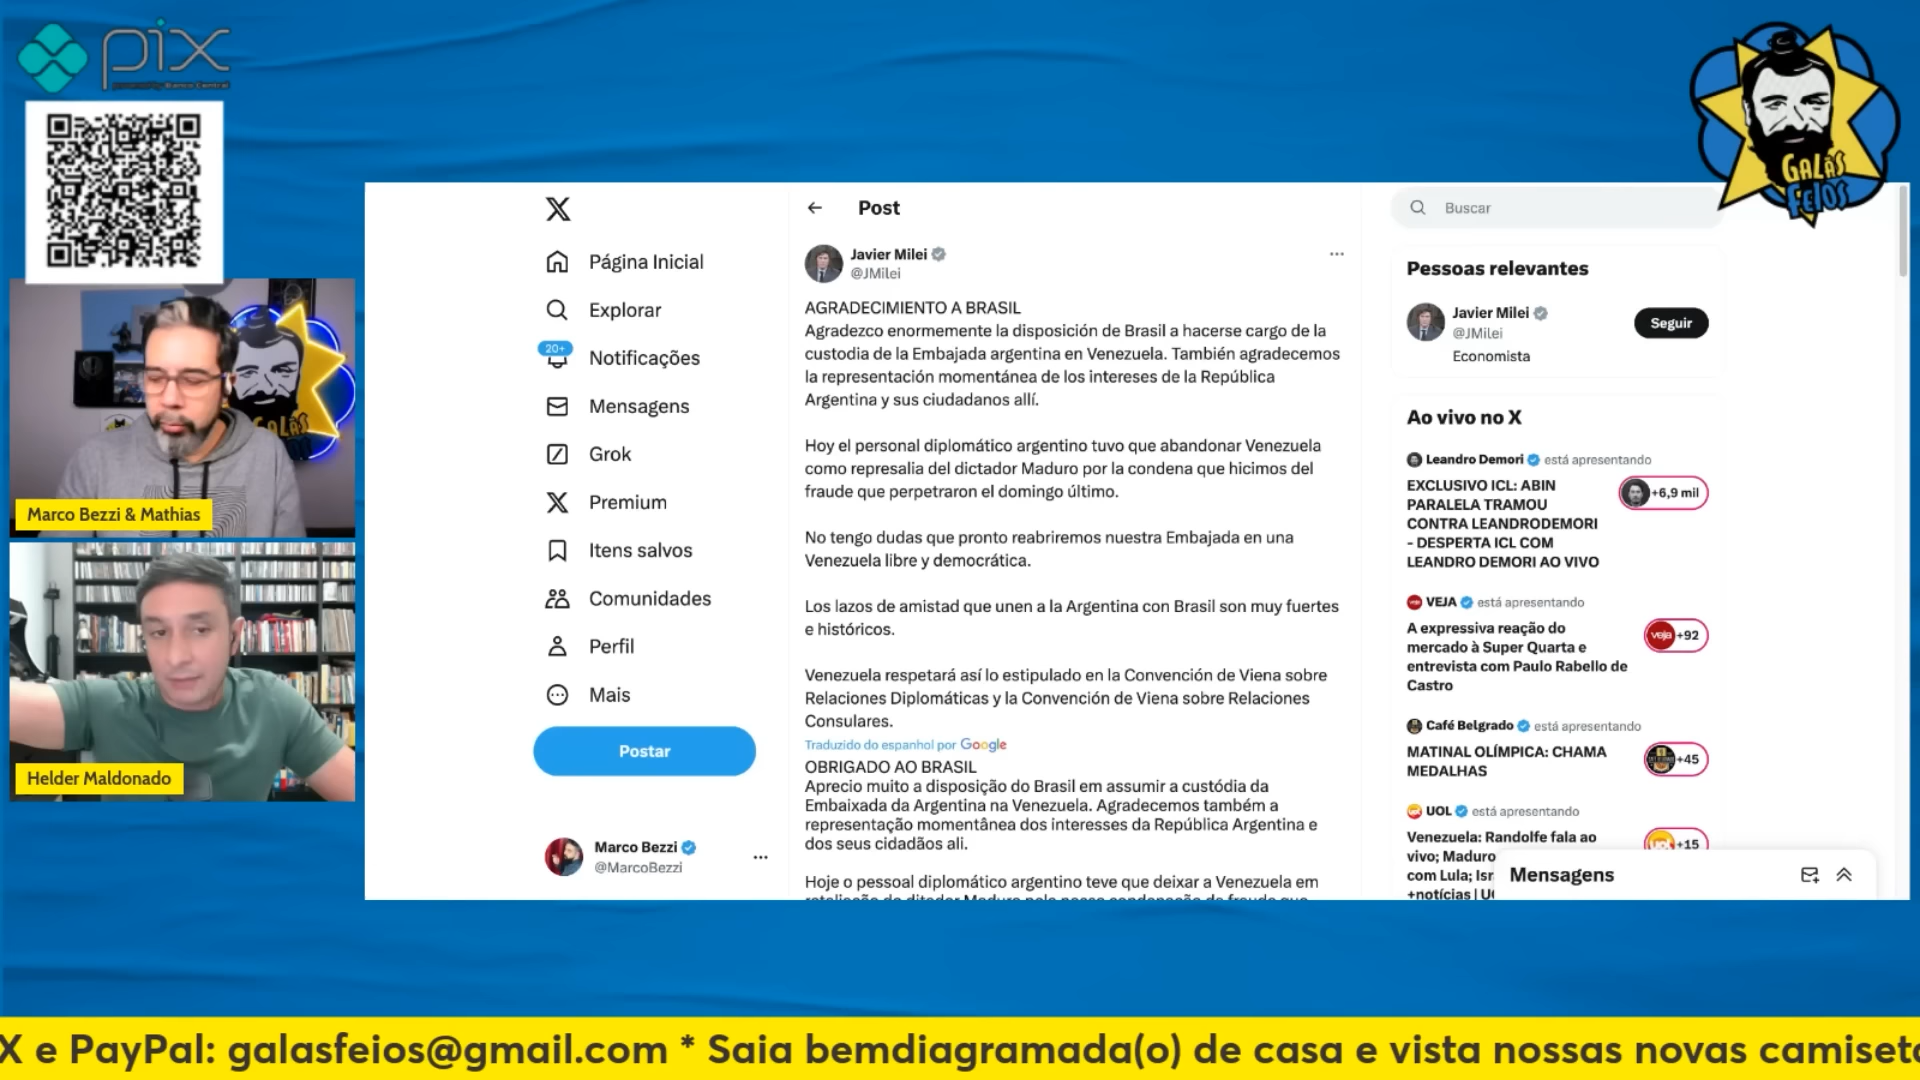 pix
powered by Banco Central
GALÃS
FEIOS
GALÃS
Marco Bezzi & Mathias
Helder Maldonado
X
Página Inicial
Explorar
20+
Notificações
Mensagens
Grok
Premium
Itens salvos
Comunidades
Perfil
Mais
Postar
Marco Bezzi
@MarcoBezzi
Post
Javier Milei
@JMilei
AGRADECIMIENTO A BRASIL
Agradezco enormemente la disposición de Brasil a hacerse cargo de la
custodia de la Embajada argentina en Venezuela. También agradecemos
la representación momentánea de los intereses de la República
Argentina y sus ciudadanos allí.
Hoy el personal diplomático argentino tuvo que abandonar Venezuela
como represalia del dictador Maduro por la condena que hicimos del
fraude que perpetraron el domingo último.
No tengo dudas que pronto reabriremos nuestra Embajada en una
Venezuela libre y democrática.
Los lazos de amistad que unen a la Argentina con Brasil son muy fuertes
e históricos.
Venezuela respetará así lo estipulado en la Convención de Viena sobre
Relaciones Diplomáticas y la Convención de Viena sobre Relaciones
Consulares.
Traduzido do espanhol por Google
OBRIGADO AO BRASIL
Aprecio muito a disposição do Brasil em assumir a custódia da
Embaixada da Argentina na Venezuela. Agradecemos também a
representação momentânea dos interesses da República Argentina e
dos seus cidadãos ali.
Hoje o pessoal diplomático argentino teve que deixar a Venezuela em
Buscar
Pessoas relevantes
Javier Milei
@JMilei
Seguir
Economista
Ao vivo no X
Leandro Demori está apresentando
EXCLUSIVO ICL: ABIN
PARALELA TRAMOU
CONTRA LEANDRODEMORI
- DESPERTA ICL COM
LEANDRO DEMORI AO VIVO
+6,9 mil
VEJA está apresentando
A expressiva reação do
mercado à Super Quarta e
entrevista com Paulo Rabello de
Castro
veja +92
Café Belgrado está apresentando
MATINAL OLÍMPICA: CHAMA
MEDALHAS
+45
UOL está apresentando
Venezuela: Randolfe fala ao
vivo; Maduro
com Lula; Isr
+notícias | U
+15
Mensagens
X e PayPal: galasfeios@gmail.com * Saia bemdiagramada(o) de casa e vista nossas novas camiset